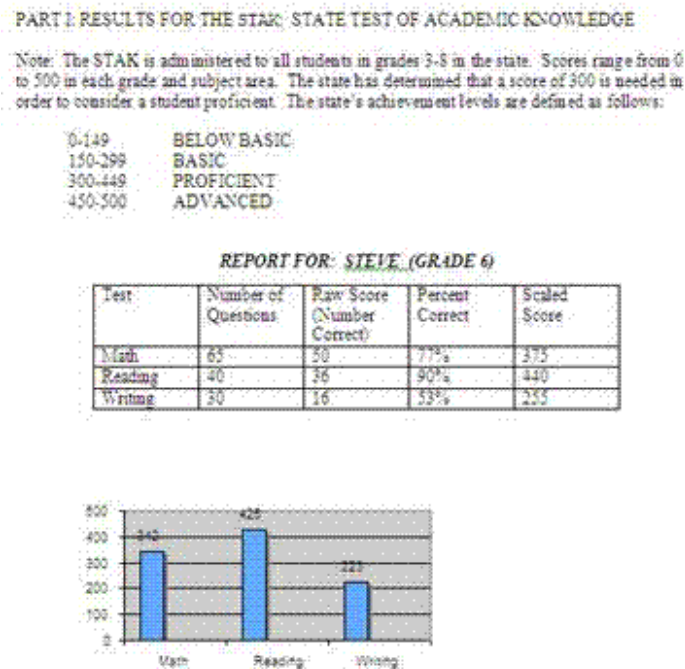 PART I: RESULTS FOR THE STAK: STATE TEST OF ACADEMIC KNOWLEDGE
Note: The STAK is administered to all students in grades 3-8 in the state. Scores range from 0
to 500 in each grade and subject area. The state has determined that a score of 300 is needed in
order to consider a student proficient. The state's achievement levels are defined as follows:
0-149 BELOW BASIC
150-299 BASIC
300-449 PROFICIENT
450-500 ADVANCED
REPORT FOR: STEVE (GRADE 6)
Test Number of Questions Raw Score (Number Correct) Percent Correct Scaled Score
Math 65 50 77% 375
Reading 40 36 90% 440
Writing 30 16 53% 255
500
400
300
200
100
0
Math Reading Writing